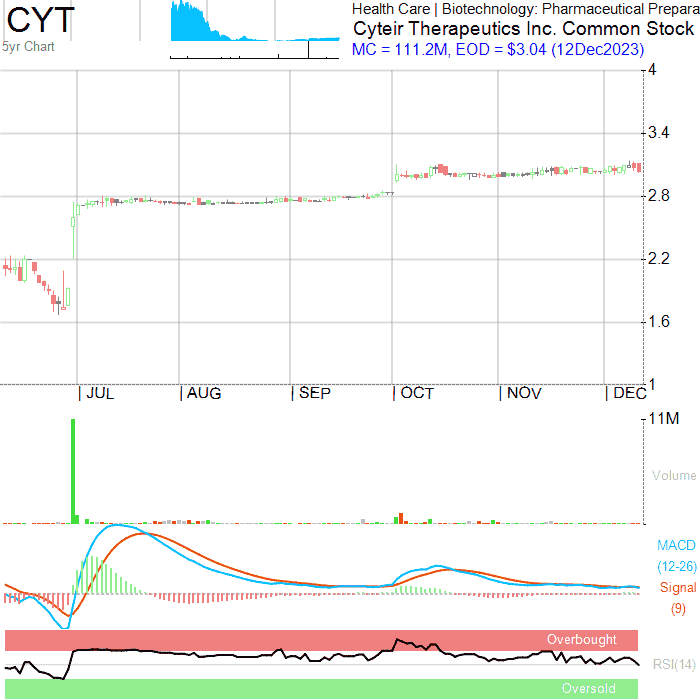 CYT
5yr Chart
Health Care | Biotechnology: Pharmaceutical Prepara
Cyteir Therapeutics Inc. Common Stock
MC = 111.2M, EOD = $3.04 (12Dec2023)
4
3.4
2.8
2.2
1.6
1
JUL
AUG
SEP
OCT
NOV
DEC
11M
Volume
MACD
(12-26)
Signal
(9)
Overbought
RSI(14)
Oversold